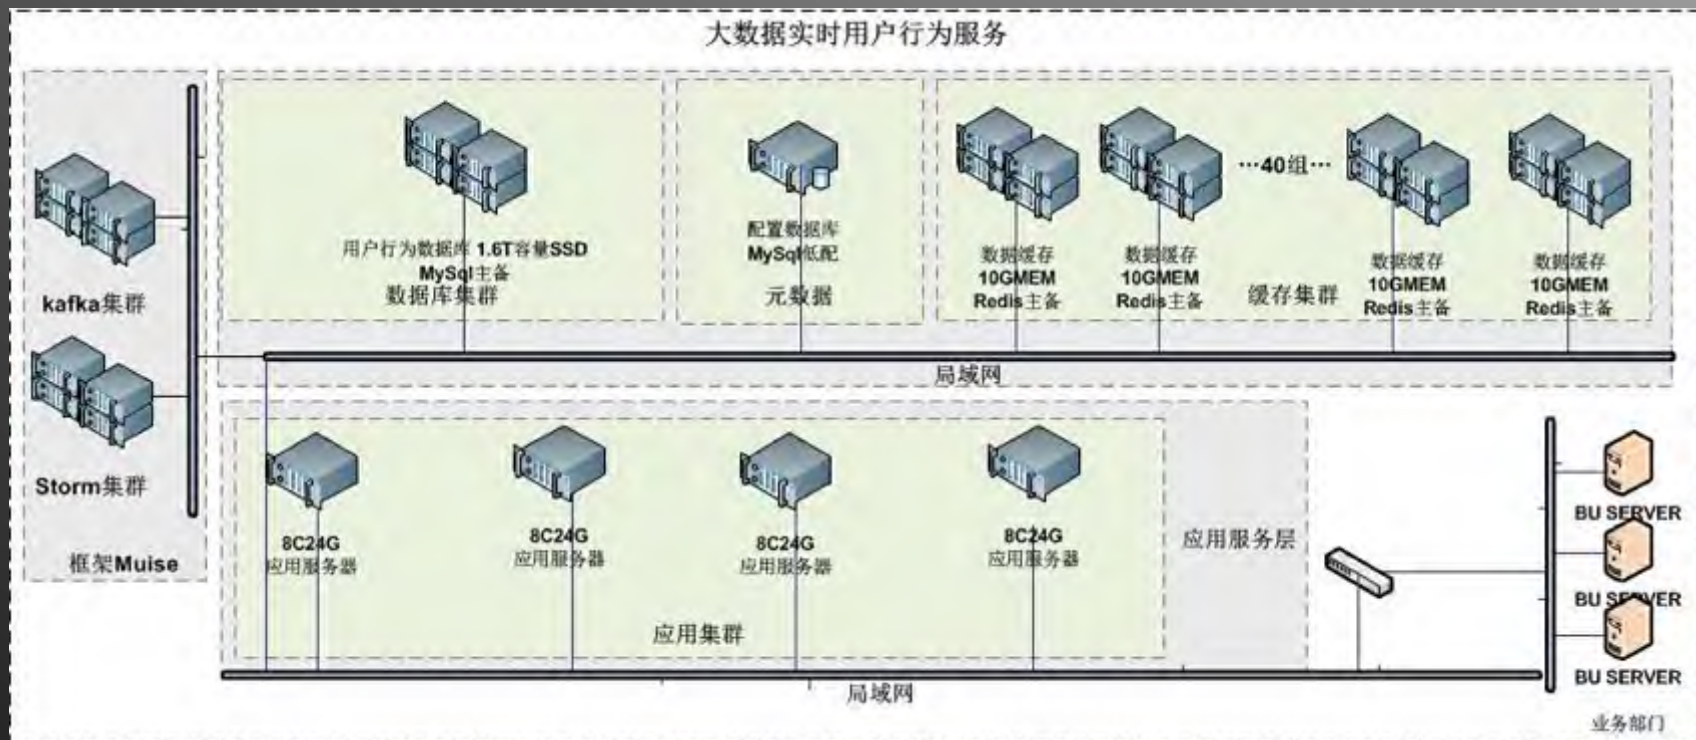 大数据实时用户行为服务
kafka集群
Storm集群
框架Muise
用户行为数据库 1.6T容量SSD
MySql主备
数据库集群
配置数据库
MySql低配
元数据
数据缓存
10GMEM
Redis主备
数据缓存
10GMEM
Redis主备
…40组…
缓存集群
数据缓存
10GMEM
Redis主备
数据缓存
10GMEM
Redis主备
局域网
8C24G
应用服务器
8C24G
应用服务器
8C24G
应用服务器
8C24G
应用服务器
应用集群
应用服务层
局域网
BU SERVER
BU SERVER
BU SERVER
业务部门